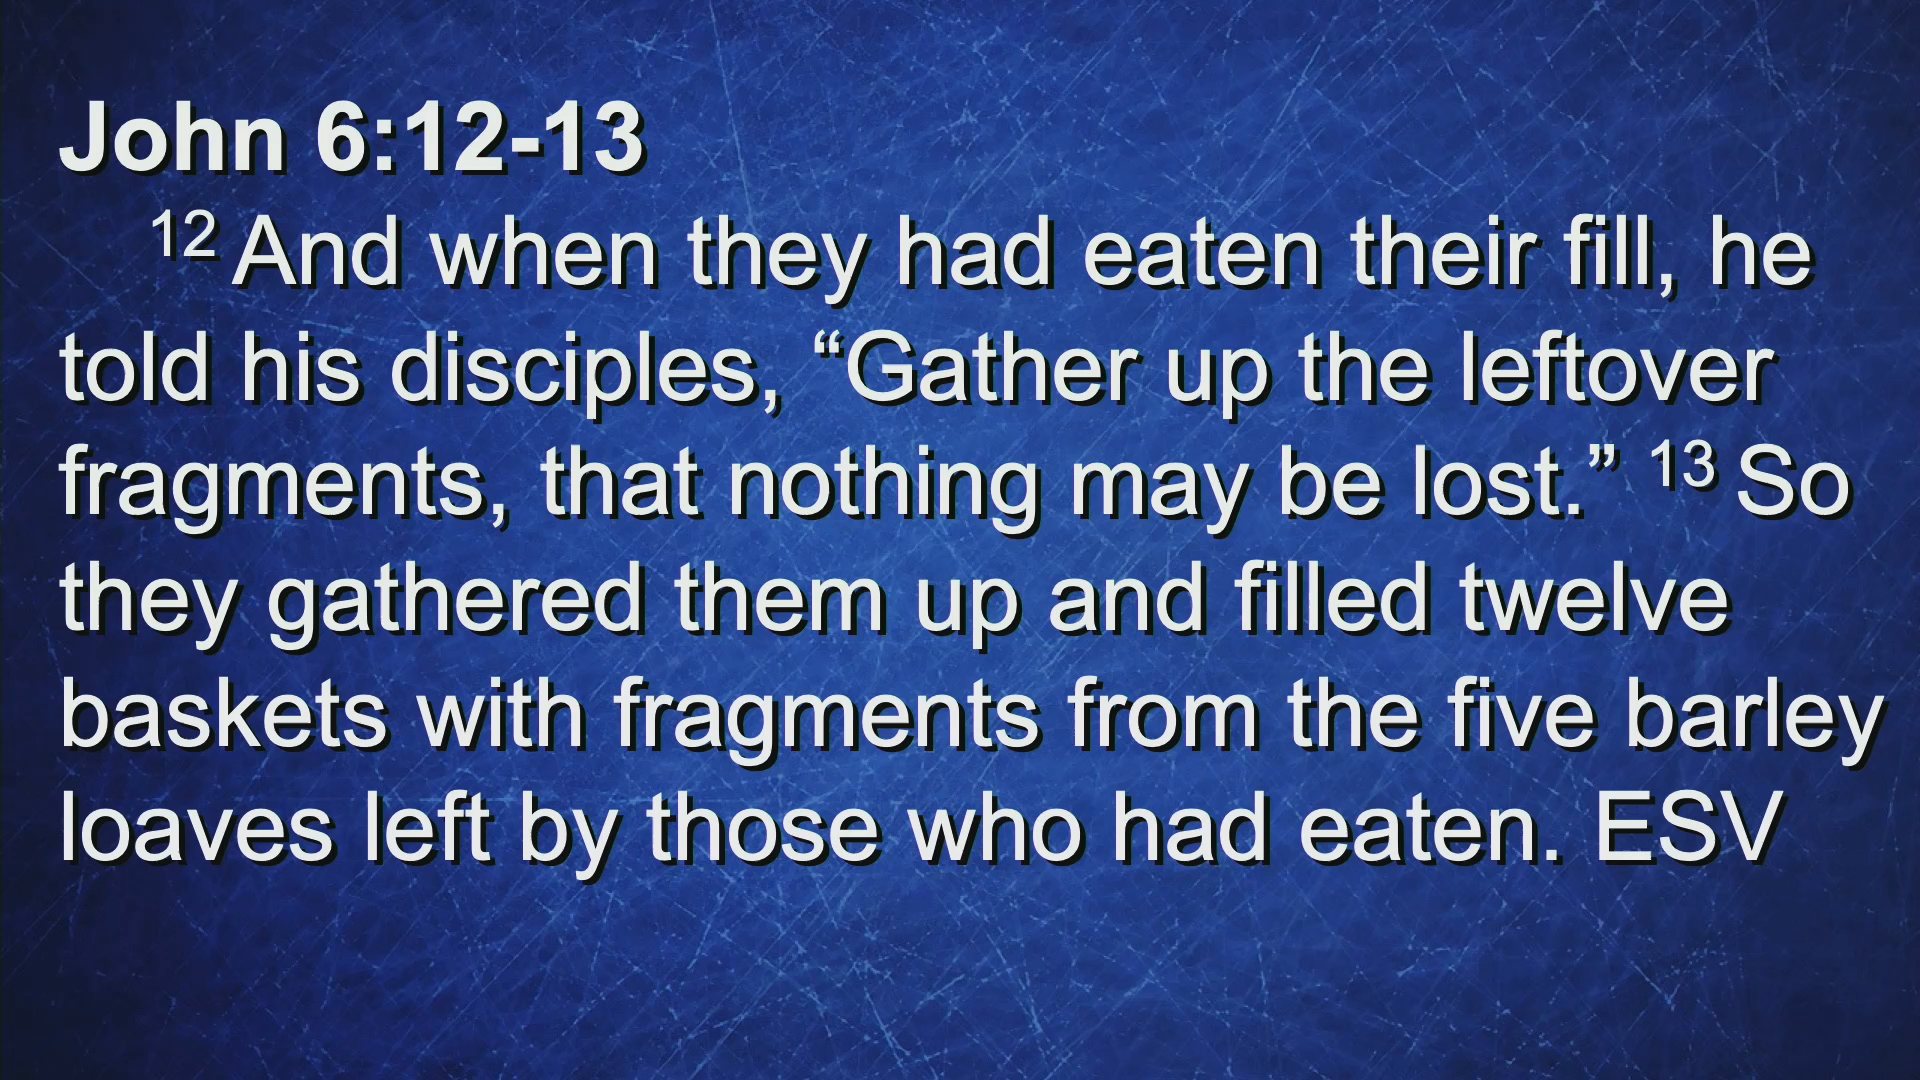 John 6:12-13
12 And when they had eaten their fill, he
told his disciples, “Gather up the leftover
fragments, that nothing may be lost.” 13 So
they gathered them up and filled twelve
baskets with fragments from the five barley
loaves left by those who had eaten. ESV